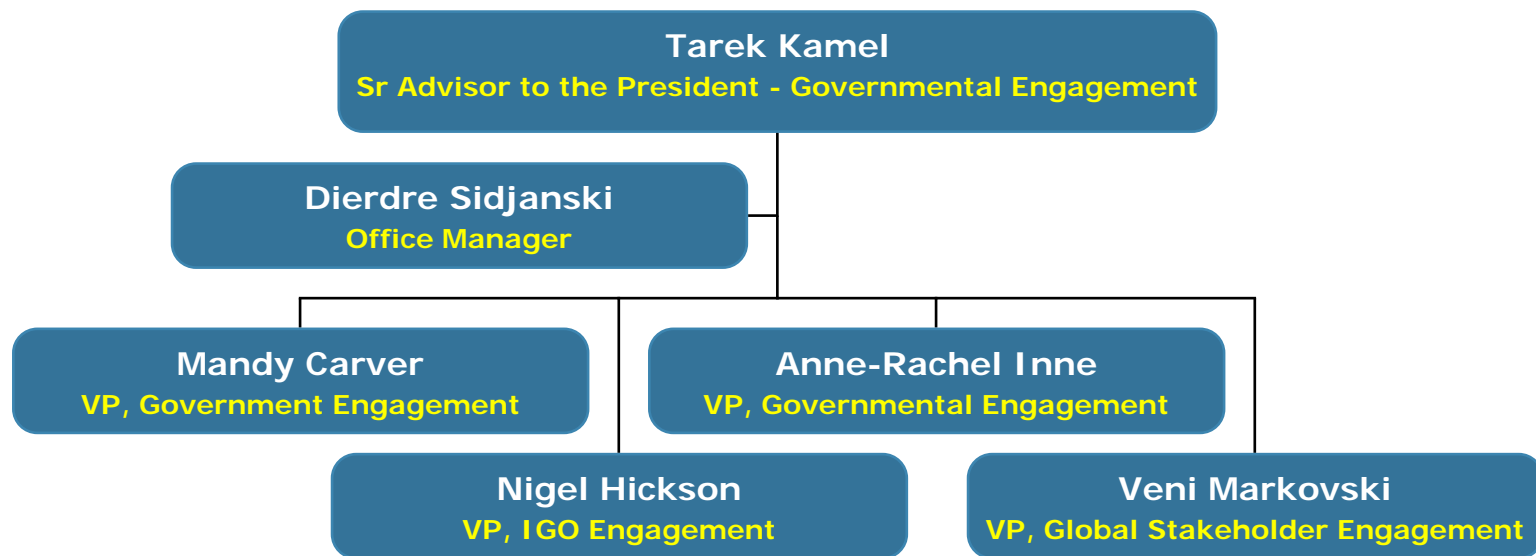 Tarek Kamel
Sr Advisor to the President - Governmental Engagement
Dierdre Sidjanski
Office Manager
Mandy Carver
VP, Government Engagement
Anne-Rachel Inne
VP, Governmental Engagement
Nigel Hickson
VP, IGO Engagement
Veni Markovski
VP, Global Stakeholder Engagement